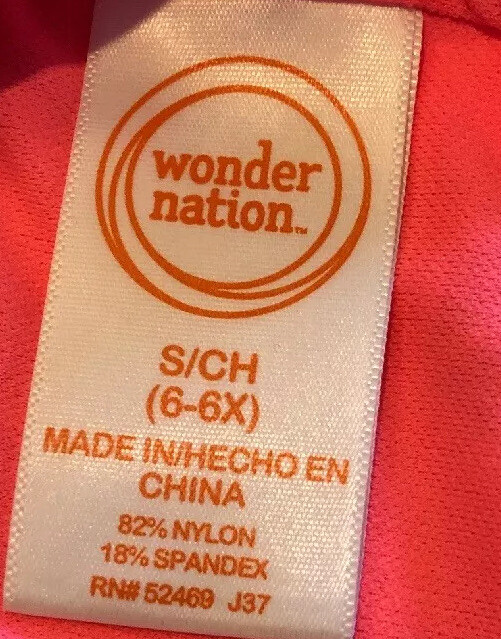 wonder
nation™
S/CH
(6-6X)
MADE IN/HECHO EN
CHINA
82% NYLON
18% SPANDEX
RN# 52469 J37